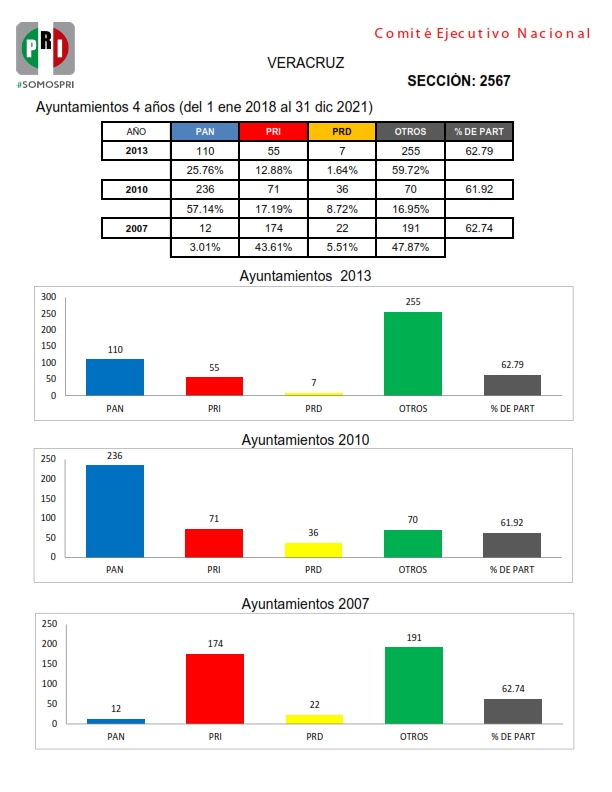 PRI
#SOMOSPRI
Comité Ejecutivo Nacional
VERACRUZ
SECCIÓN: 2567
Ayuntamientos 4 años (del 1 ene 2018 al 31 dic 2021)
AÑO PAN PRI PRD OTROS % DE PART
2013 110 55 7 255 62.79
25.76% 12.88% 1.64% 59.72%
2010 236 71 36 70 61.92
57.14% 17.19% 8.72% 16.95%
2007 12 174 22 191 62.74
3.01% 43.61% 5.51% 47.87%
Ayuntamientos 2013
300
250
200
150
100
50
0
110 55 7 255 62.79
PAN PRI PRD OTROS % DE PART
Ayuntamientos 2010
250
200
150
100
50
0
236 71 36 70 61.92
PAN PRI PRD OTROS % DE PART
Ayuntamientos 2007
250
200
150
100
50
0
12 174 22 191 62.74
PAN PRI PRD OTROS % DE PART